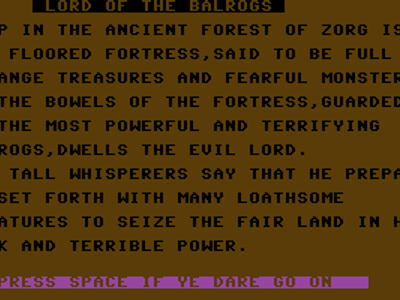 LORD OF THE BALROGS
P IN THE ANCIENT FOREST OF ZORG IS
FLOORED FORTRESS,SAID TO BE FULL
ANGE TREASURES AND FEARFUL MONSTER
THE BOWELS OF THE FORTRESS,GUARDED
THE MOST POWERFUL AND TERRIFYING
ROGS,DWELLS THE EVIL LORD.
TALL WHISPERERS SAY THAT HE PREPA
SET FORTH WITH MANY LOATHSOME
ATURES TO SEIZE THE FAIR LAND IN H
K AND TERRIBLE POWER.
PRESS SPACE IF YE DARE GO ON